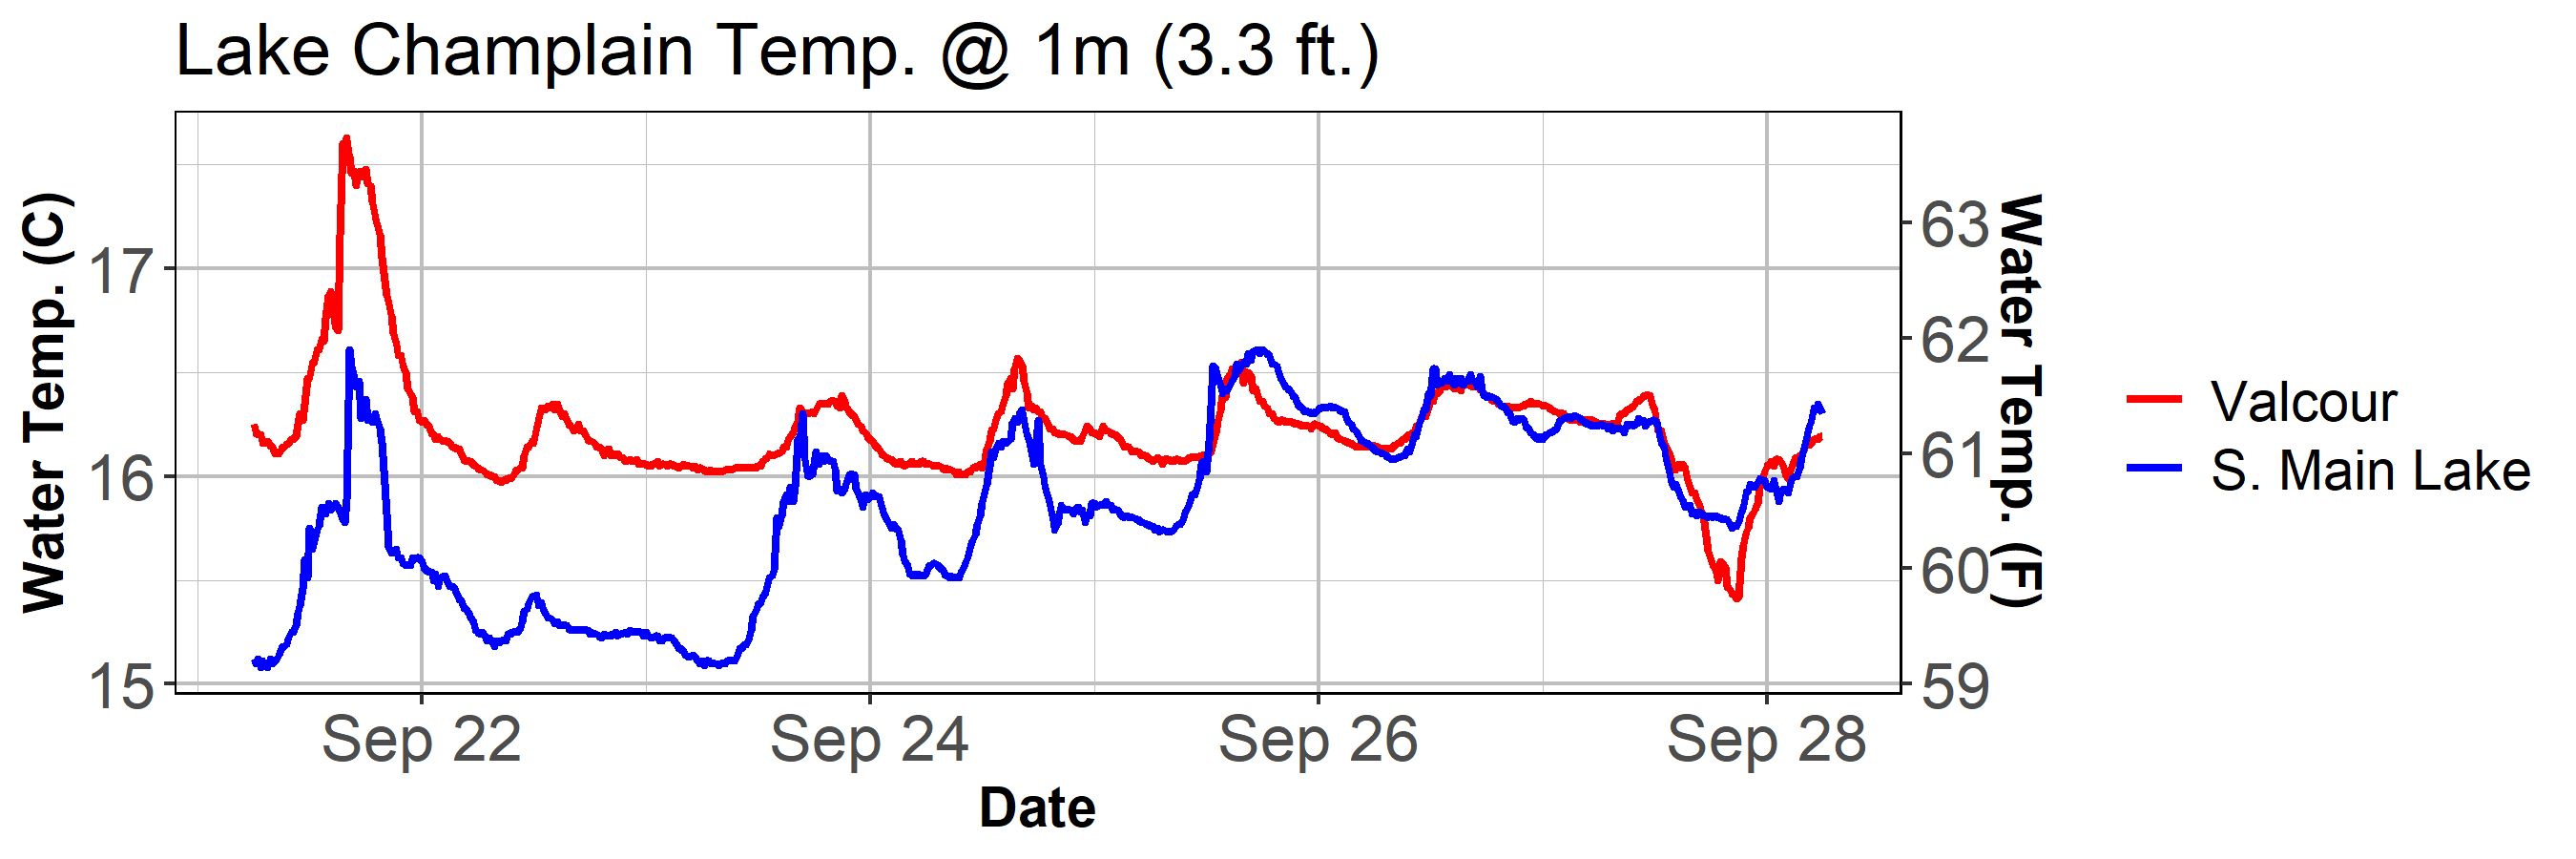 Lake Champlain Temp. @ 1m (3.3 ft.)
Water Temp. (C)
17
16
15
63
62
61
60
59
Water Temp. (F)
Sep 22
Sep 24
Sep 26
Sep 28
Date
Valcour
S. Main Lake